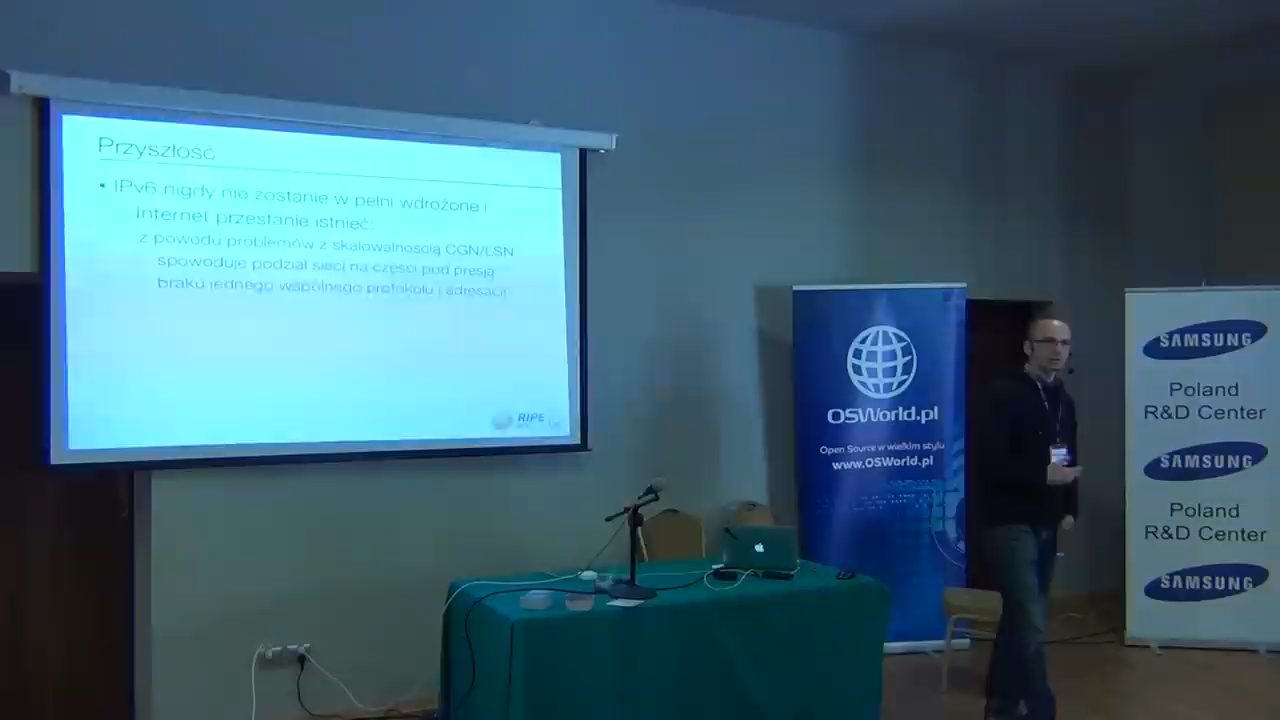 Przyszłość
• IPv6 nigdy nie zostanie w pełni wdrożone i
Internet przestanie istnieć:
z powodu problemów z skalowalnością CGN/LSN
spowoduje podział sieci na części pod presją
braku jednego wspólnego protokołu i adresacji
RIPE
OSWorld.pl
Open Source w wielkim stylu
www.OSWorld.pl
SAMSUNG
Poland
R&D Center
SAMSUNG
Poland
R&D Center
SAMSUNG